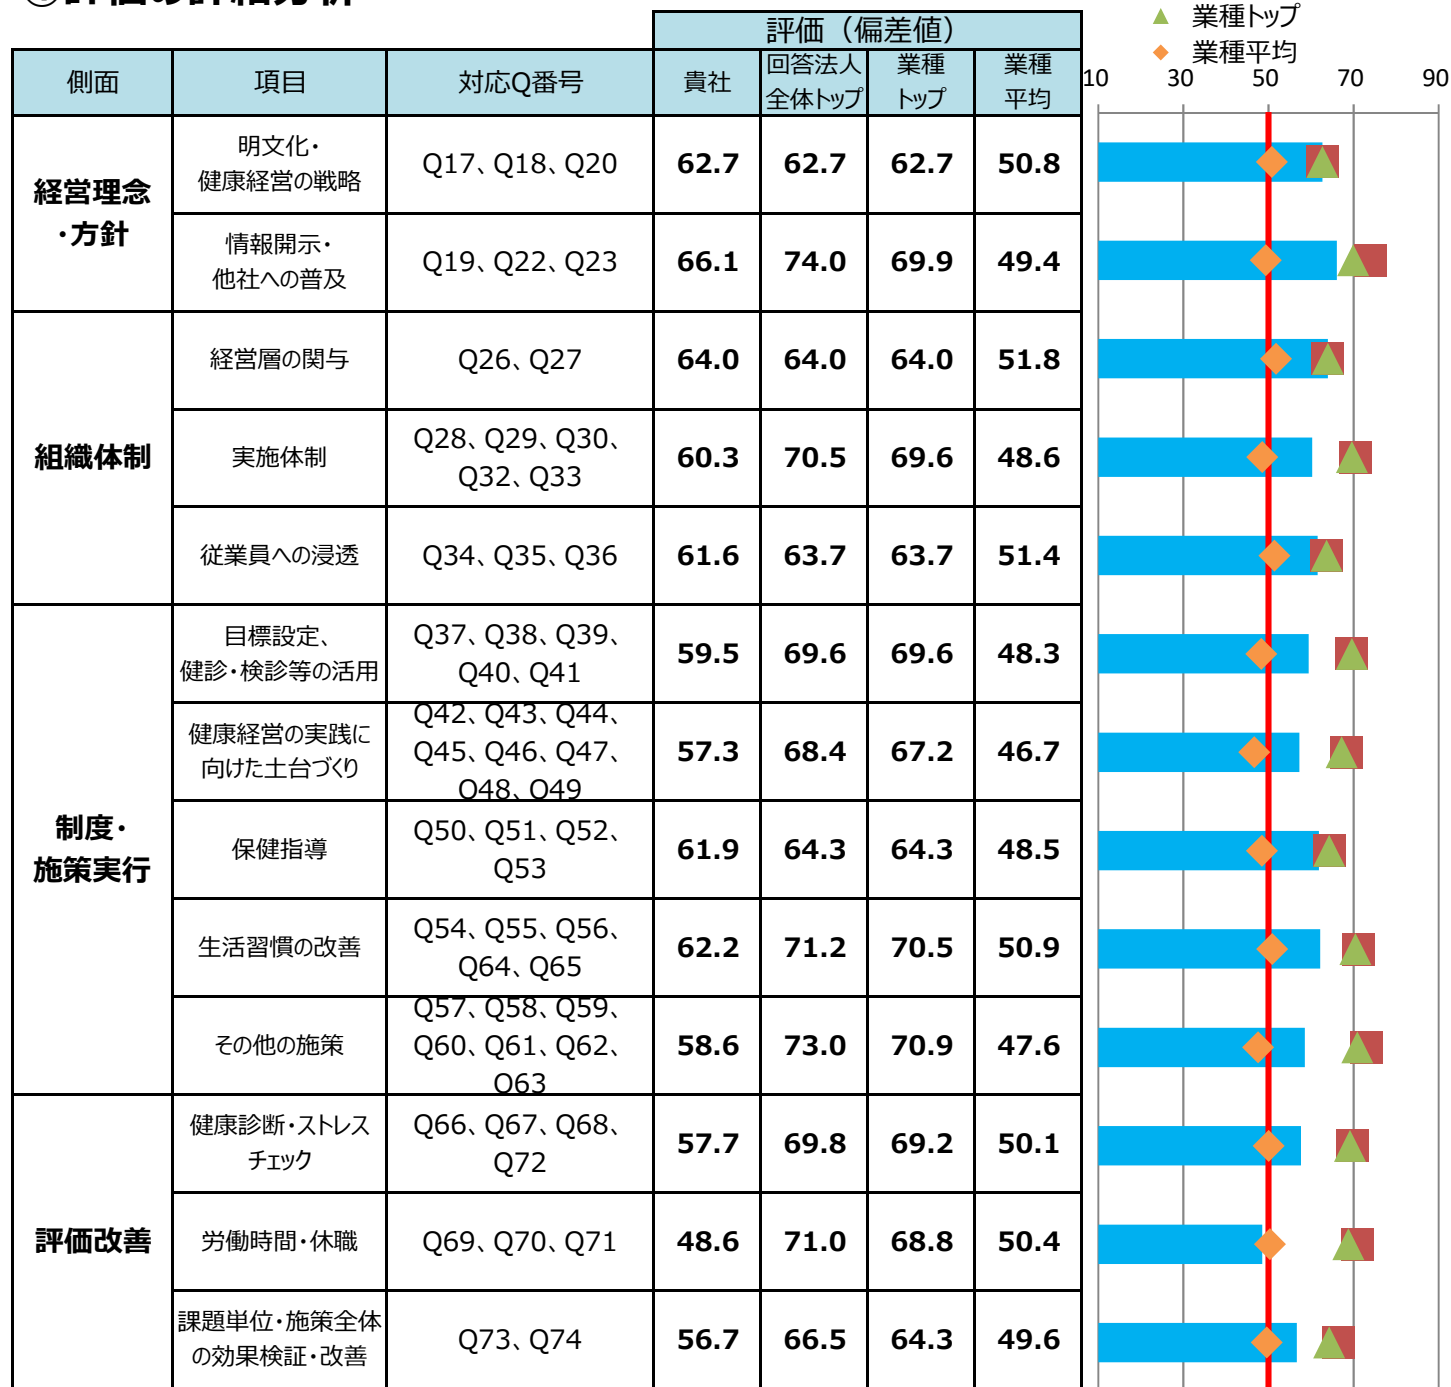 評価（偏差値）
▲ 業種トップ
◆ 業種平均
側面 項目 対応Q番号 貴社 回答法人 業種 業種
全体トップ トップ 平均
10 30 50 70 90
経営理念
・方針
明文化・
健康経営の戦略
Q17、Q18、Q20 62.7 62.7 62.7 50.8
情報開示・
他社への普及
Q19、Q22、Q23 66.1 74.0 69.9 49.4
組織体制
経営層の関与 Q26、Q27 64.0 64.0 64.0 51.8
実施体制
Q28、Q29、Q30、
Q32、Q33
60.3 70.5 69.6 48.6
従業員への浸透 Q34、Q35、Q36 61.6 63.7 63.7 51.4
制度・
施策実行
目標設定、
健診・検診等の活用
Q37、Q38、Q39、
Q40、Q41
59.5 69.6 69.6 48.3
健康経営の実践に
向けた土台づくり
Q42、Q43、Q44、
Q45、Q46、Q47、
Q48、Q49
57.3 68.4 67.2 46.7
保健指導
Q50、Q51、Q52、
Q53
61.9 64.3 64.3 48.5
生活習慣の改善
Q54、Q55、Q56、
Q64、Q65
62.2 71.2 70.5 50.9
その他の施策
Q57、Q58、Q59、
Q60、Q61、Q62、
Q63
58.6 73.0 70.9 47.6
評価改善
健康診断・ストレス
チェック
Q66、Q67、Q68、
Q72
57.7 69.8 69.2 50.1
労働時間・休職 Q69、Q70、Q71 48.6 71.0 68.8 50.4
課題単位・施策全体
の効果検証・改善
Q73、Q74 56.7 66.5 64.3 49.6